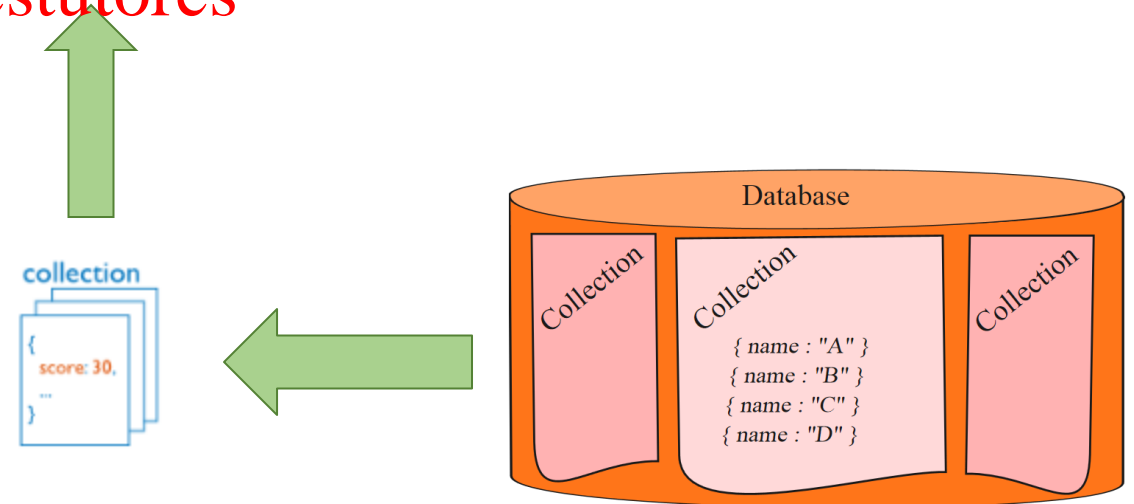 Database
collection
{
score: 30,
...
}
Collection
Collection
{ name : "A" }
{ name : "B" }
{ name : "C" }
{ name : "D" }
Collection